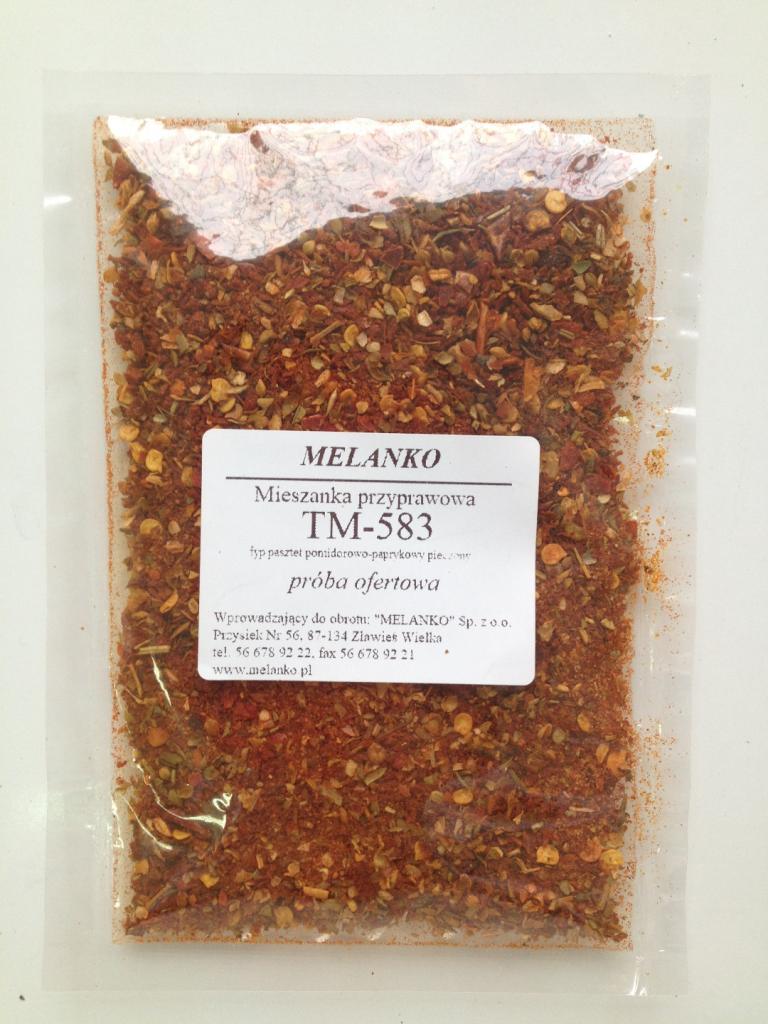 MELANKO
Mieszanka przyprawowa
TM-583
typ pasztet pomidorowo-paprykowy pieczony
próba ofertowa
Wprowadzający do obrotu: "MELANKO" Sp. z o.o.
Przysiek Nr 56, 87-134 Zławieś Wielka
tel. 56 678 92 22, fax 56 678 92 21
www.melanko.pl